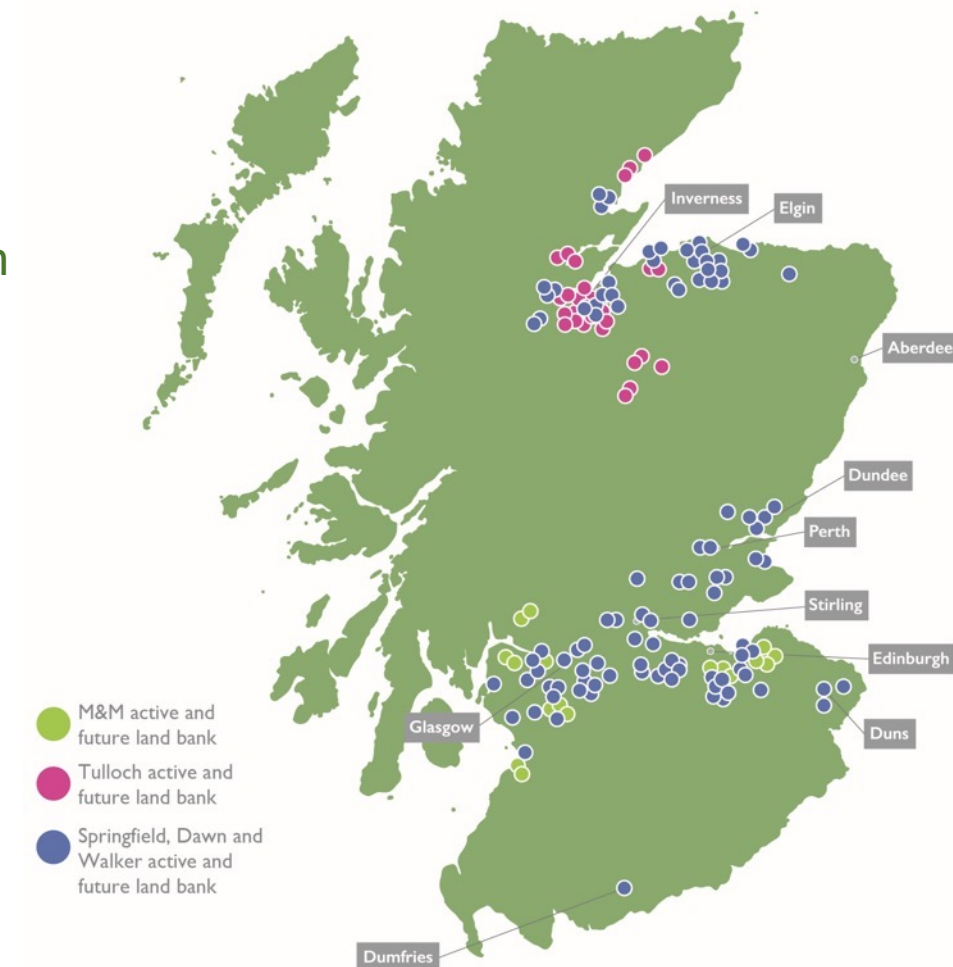 n
Inverness
Elgin
Aberdee
Dundee
Perth
Stirling
Edinburgh
Glasgow
Duns
Dumfries
M&M active and
future land bank
Tulloch active and
future land bank
Springfield, Dawn and
Walker active and
future land bank